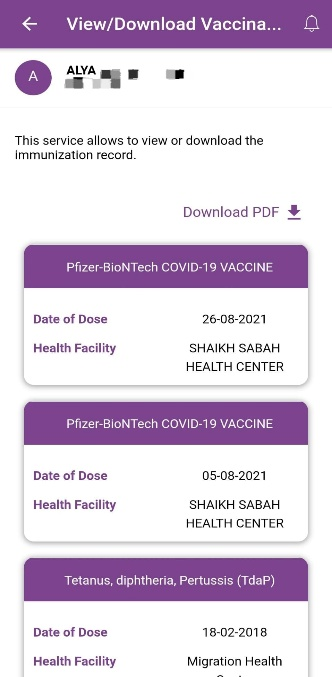 View/Download Vaccina...
A
ALYA
This service allows to view or download the
immunization record.
Download PDF
Pfizer-BioNTech COVID-19 VACCINE
Date of Dose 26-08-2021
Health Facility SHAIKH SABAH
HEALTH CENTER
Pfizer-BioNTech COVID-19 VACCINE
Date of Dose 05-08-2021
Health Facility SHAIKH SABAH
HEALTH CENTER
Tetanus, diphtheria, Pertussis (TdaP)
Date of Dose 18-02-2018
Health Facility Migration Health